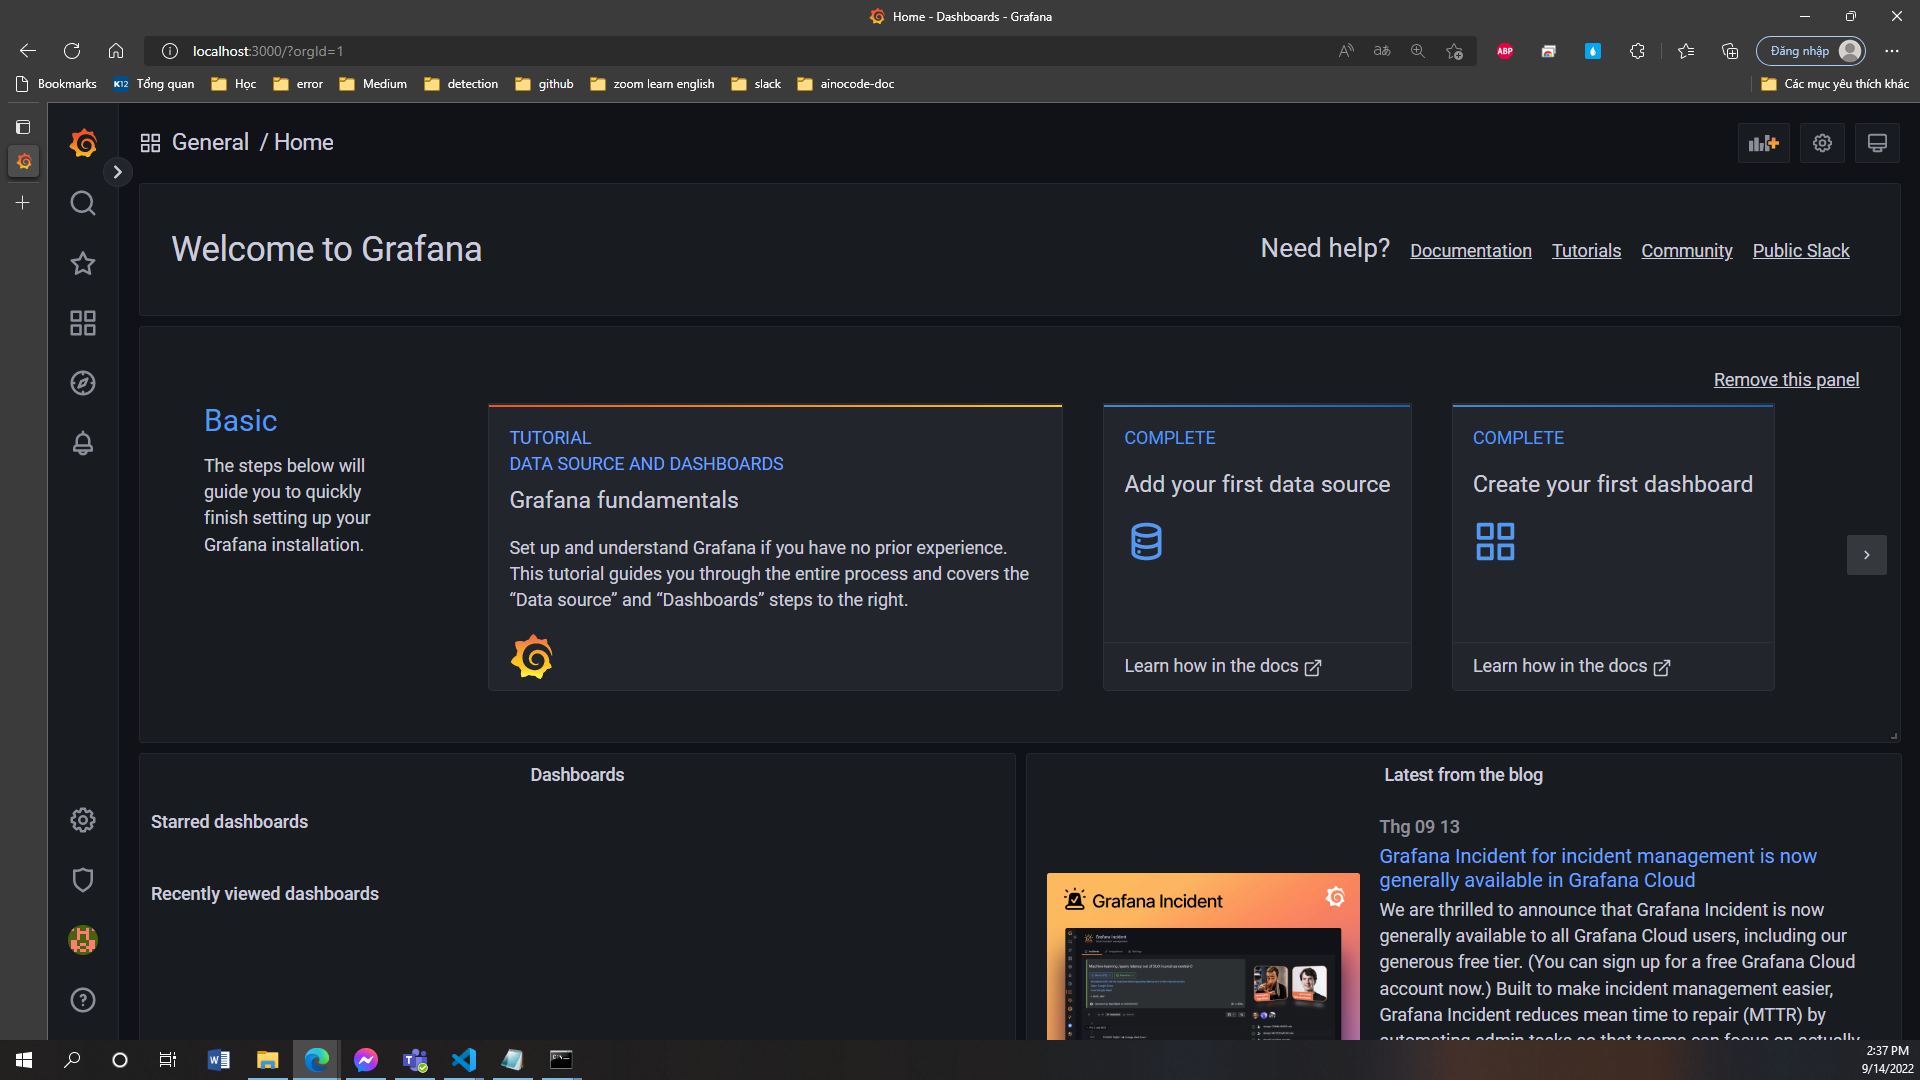 Home - Dashboards - Grafana
localhost:3000/?orgId=1
Đăng nhập
Bookmarks
Tổng quan
Học
error
Medium
detection
github
zoom learn english
slack
ainocode-doc
Các mục yêu thích khác
General / Home
Welcome to Grafana
Need help?
Documentation
Tutorials
Community
Public Slack
Remove this panel
Basic
The steps below will
guide you to quickly
finish setting up your
Grafana installation.
TUTORIAL
DATA SOURCE AND DASHBOARDS
Grafana fundamentals
Set up and understand Grafana if you have no prior experience.
This tutorial guides you through the entire process and covers the
“Data source” and “Dashboards” steps to the right.
COMPLETE
Add your first data source
Learn how in the docs
COMPLETE
Create your first dashboard
Learn how in the docs
Dashboards
Starred dashboards
Recently viewed dashboards
Latest from the blog
Thg 09 13
Grafana Incident for incident management is now
generally available in Grafana Cloud
We are thrilled to announce that Grafana Incident is now
generally available to all Grafana Cloud users, including our
generous free tier. (You can sign up for a free Grafana Cloud
account now.) Built to make incident management easier,
Grafana Incident reduces mean time to repair (MTTR) by
automating admin tasks so that teams can focus on actually
Grafana Incident
2:37 PM
9/14/2022